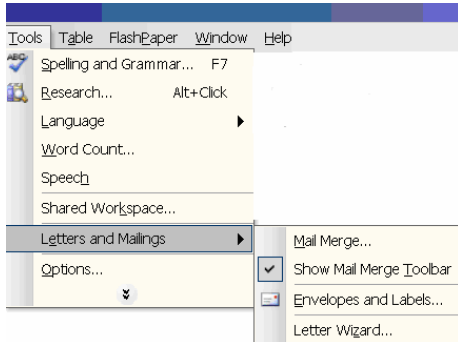 Tools Table FlashPaper Window Help
Spelling and Grammar... F7
Research... Alt+Click
Language
Word Count...
Speech
Shared Workspace...
Letters and Mailings
Mail Merge...
Options...
Show Mail Merge Toolbar
Envelopes and Labels...
Letter Wizard...